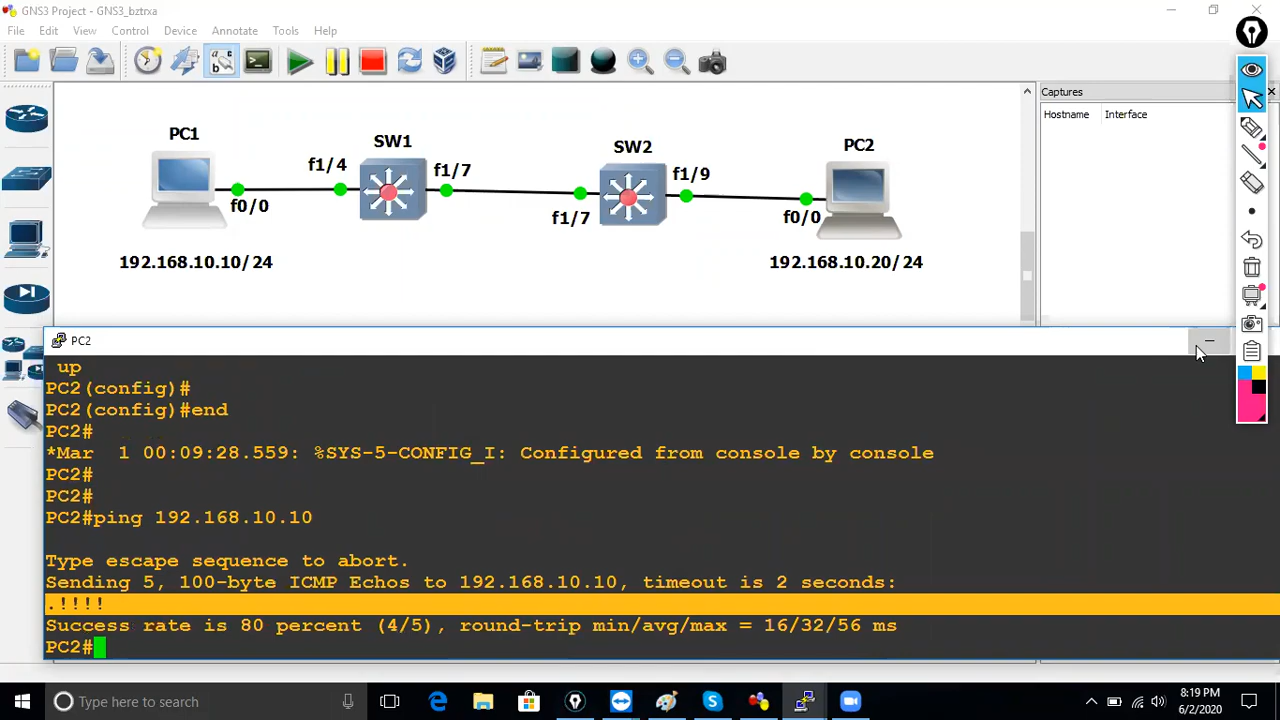 GNS3 Project - GNS3_bztrxa
File Edit View Control Device Annotate Tools Help
Captures
Hostname Interface
PC1
SW1
SW2
PC2
f1/4
f1/7
f1/9
f0/0
f1/7
f0/0
192.168.10.10/24
192.168.10.20/24
PC2
up
PC2(config)#
PC2(config)#end
PC2#
*Mar  1 00:09:28.559: %SYS-5-CONFIG_I: Configured from console by console
PC2#
PC2#
PC2#ping 192.168.10.10
Type escape sequence to abort.
Sending 5, 100-byte ICMP Echos to 192.168.10.10, timeout is 2 seconds:
.!!!!
Success rate is 80 percent (4/5), round-trip min/avg/max = 16/32/56 ms
PC2#
Type here to search
8:19 PM
6/2/2020